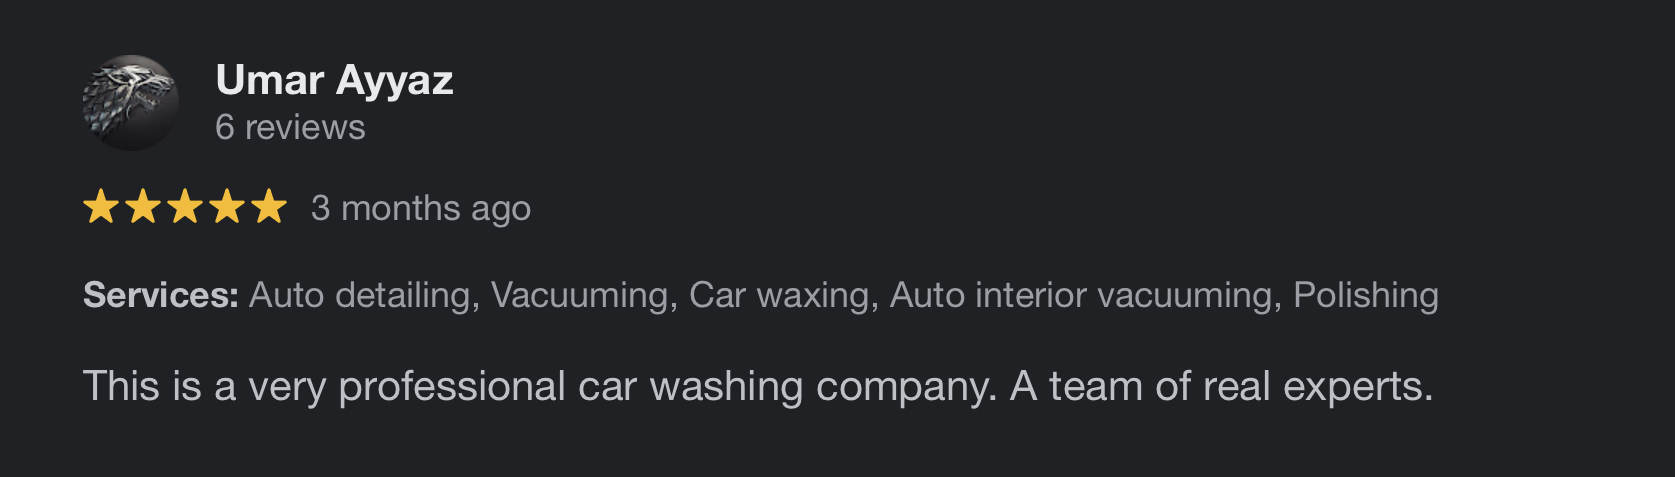 Umar Ayyaz
6 reviews
3 months ago
Services: Auto detailing, Vacuuming, Car waxing, Auto interior vacuuming, Polishing
This is a very professional car washing company. A team of real experts.